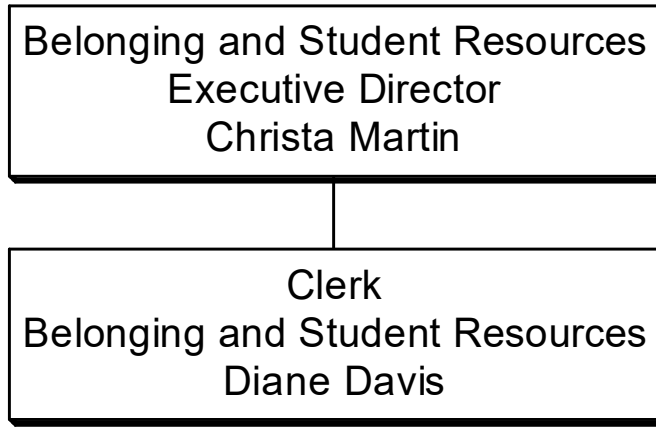 Belonging and Student Resources
Executive Director
Christa Martin
Clerk
Belonging and Student Resources
Diane Davis